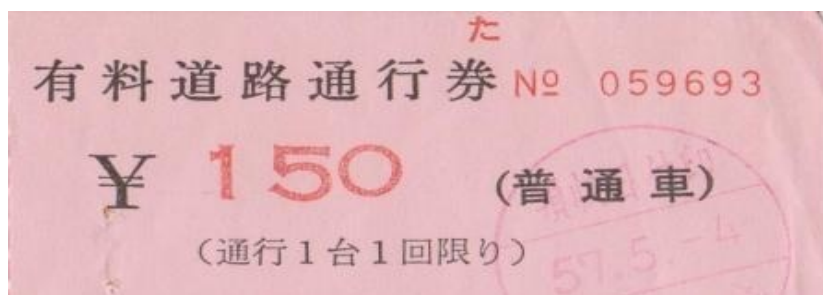 た
有料道路通行券 № 059693
¥ 150 (普通車)
(通行1台1回限り)
57.5.-4